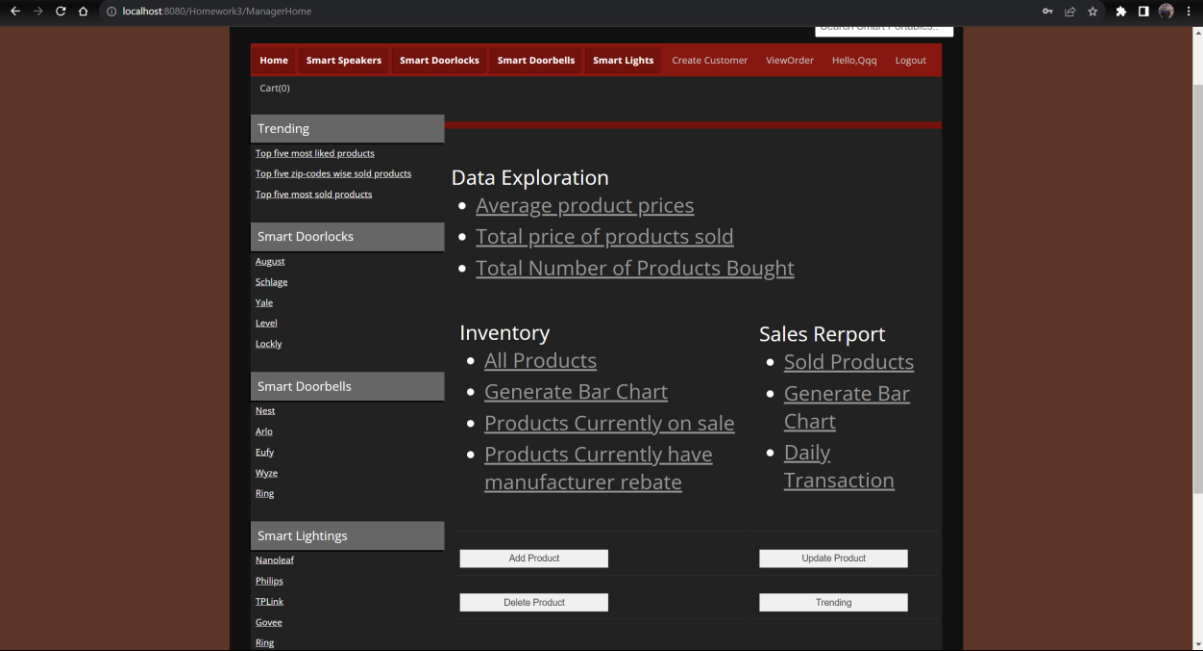 localhost:8080/Homework3/ManagerHome
Search Smart Portables..
Home Smart Speakers Smart Doorlocks Smart Doorbells Smart Lights Create Customer ViewOrder Hello,Qqq Logout
Cart(0)
Trending
Top five most liked products
Top five zip-codes wise sold products
Top five most sold products
Smart Doorlocks
August
Schlage
Yale
Level
Lockly
Smart Doorbells
Nest
Arlo
Eufy
Wyze
Ring
Smart Lightings
Nanoleaf
Philips
TPLink
Govee
Ring
Data Exploration
Average product prices
Total price of products sold
Total Number of Products Bought
Inventory
All Products
Generate Bar Chart
Products Currently on sale
Products Currently have
manufacturer rebate
Sales Rerport
Sold Products
Generate Bar
Chart
Daily
Transaction
Add Product
Update Product
Delete Product
Trending